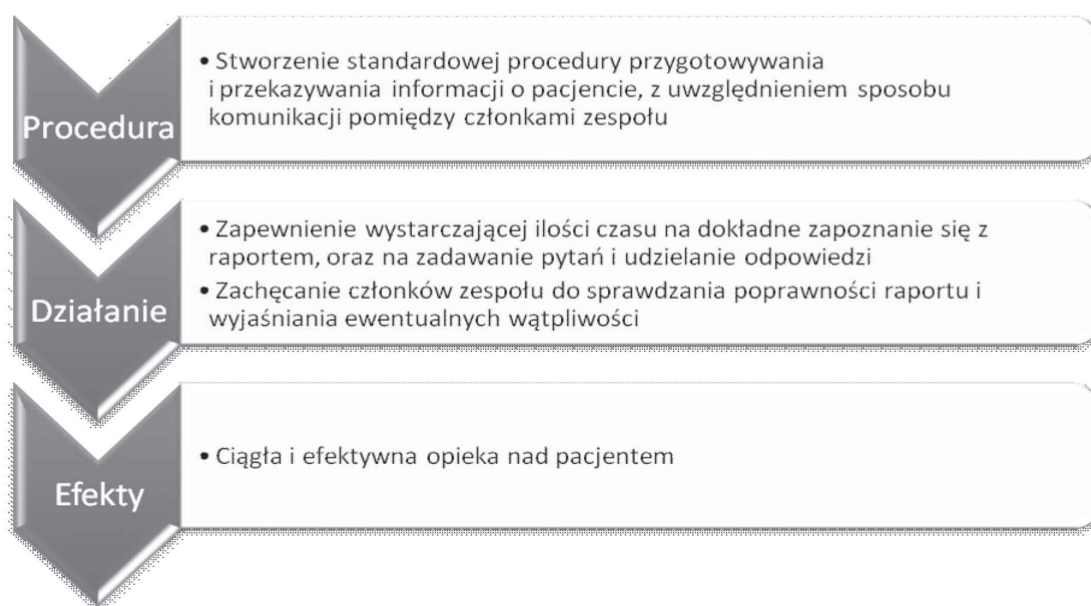 Procedura
• Stworzenie standardowej procedury przygotowywania
i przekazywania informacji o pacjencie, z uwzględnieniem sposobu
komunikacji pomiędzy członkami zespołu
Działanie
• Zapewnienie wystarczającej ilości czasu na dokładne zapoznanie się z
raportem, oraz na zadawanie pytań i udzielanie odpowiedzi
• Zachęcanie członków zespołu do sprawdzania poprawności raportu i
wyjaśniania ewentualnych wątpliwości
Efekty
• Ciągła i efektywna opieka nad pacjentem